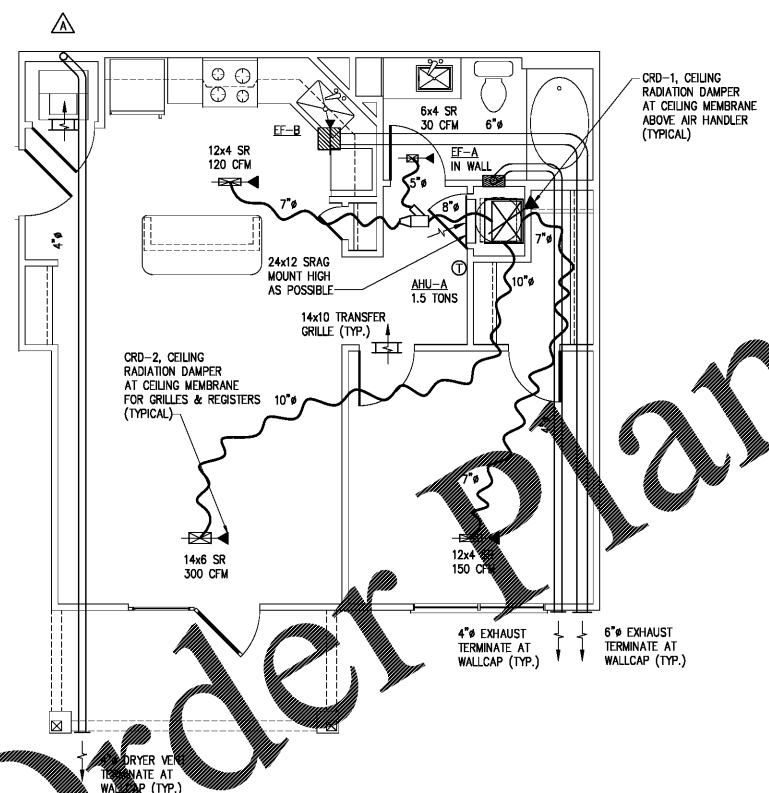 A
CRD-1, CEILING
RADIATION DAMPER
AT CEILING MEMBRANE
ABOVE AIR HANDLER
(TYPICAL)
6x4 SR
30 CFM
6"ø
EF-B
EF-A
IN WALL
12x4 SR
120 CFM
5"ø
7"ø
8"ø
4"ø
7"ø
24x12 SRAG
MOUNT HIGH
AS POSSIBLE
T
AHU-A
1.5 TONS
10"ø
14x10 TRANSFER
GRILLE (TYP.)
CRD-2, CEILING
RADIATION DAMPER
AT CEILING MEMBRANE
FOR GRILLES & REGISTERS
(TYPICAL)
10"ø
7"ø
14x6 SR
300 CFM
12x4 SR
150 CFM
4"ø EXHAUST
TERMINATE AT
WALLCAP (TYP.)
6"ø EXHAUST
TERMINATE AT
WALLCAP (TYP.)
4"ø DRYER VENT
TERMINATE AT
WALLCAP (TYP.)
Order Plan